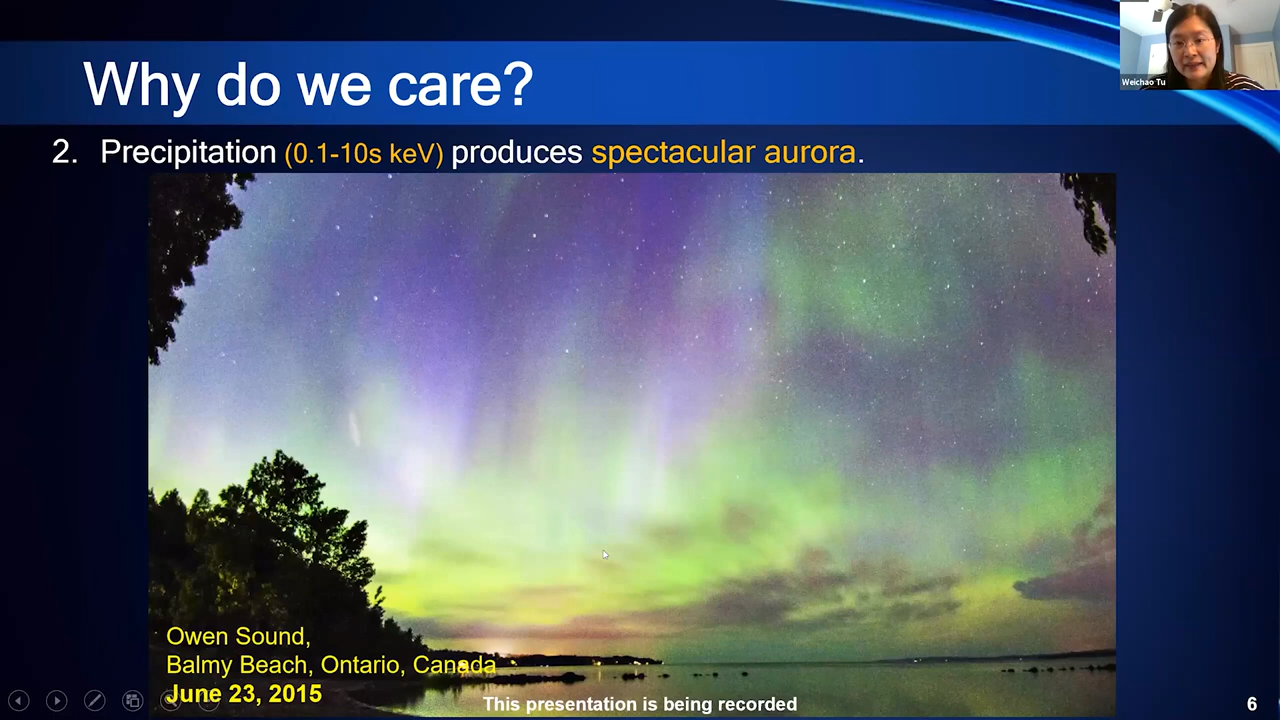 Why do we care?
Weichao Tu
2. Precipitation (0.1-10s keV) produces spectacular aurora.
Owen Sound,
Balmy Beach, Ontario, Canada
June 23, 2015
This presentation is being recorded
6